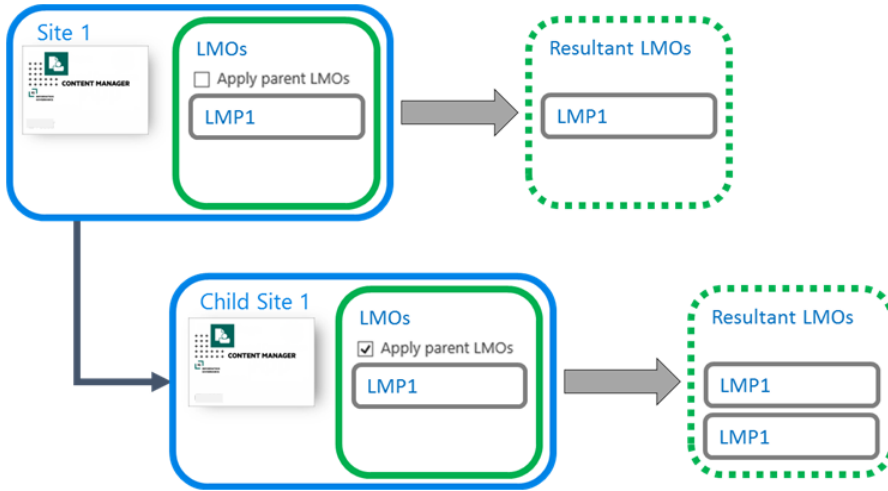 Site 1
CONTENT MANAGER
LMOs
Apply parent LMOs
LMP1
Resultant LMOs
LMP1
Child Site 1
CONTENT MANAGER
LMOs
Apply parent LMOs
LMP1
Resultant LMOs
LMP1
LMP1